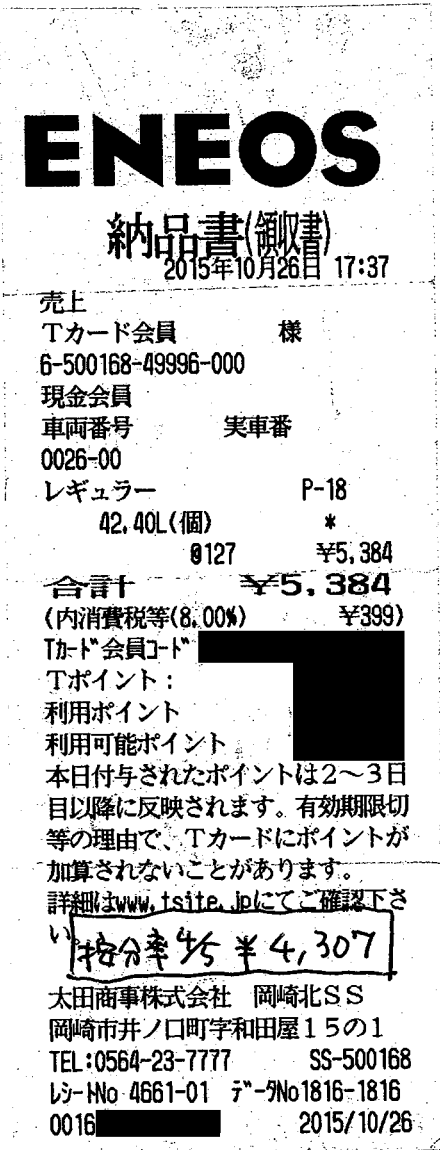 ENEOS
納品書(領収書)
2015年10月26日 17:37
売上
Tカード会員 様
6-500168-49996-000
現金会員
車両番号 実車番
0026-00
レギュラー P-18
42.40L(個) *
@127 ¥5,384
合計 ¥5,384
(内消費税等(8.00%) ¥399)
Tカード会員コード
Tポイント:
利用ポイント
利用可能ポイント
本日付与されたポイントは2〜3日
目以降に反映されます。有効期限切
等の理由で、Tカードにポイントが
加算されないことがあります。
詳細はwww.tsite.jpにてご確認下さ
い。
按分率4/5 ¥4,307
太田商事株式会社 岡崎北SS
岡崎市井ノ口町字和田屋15の1
TEL:0564-23-7777 SS-500168
レシートNo 4661-01 データNo1816-1816
0016 2015/10/26